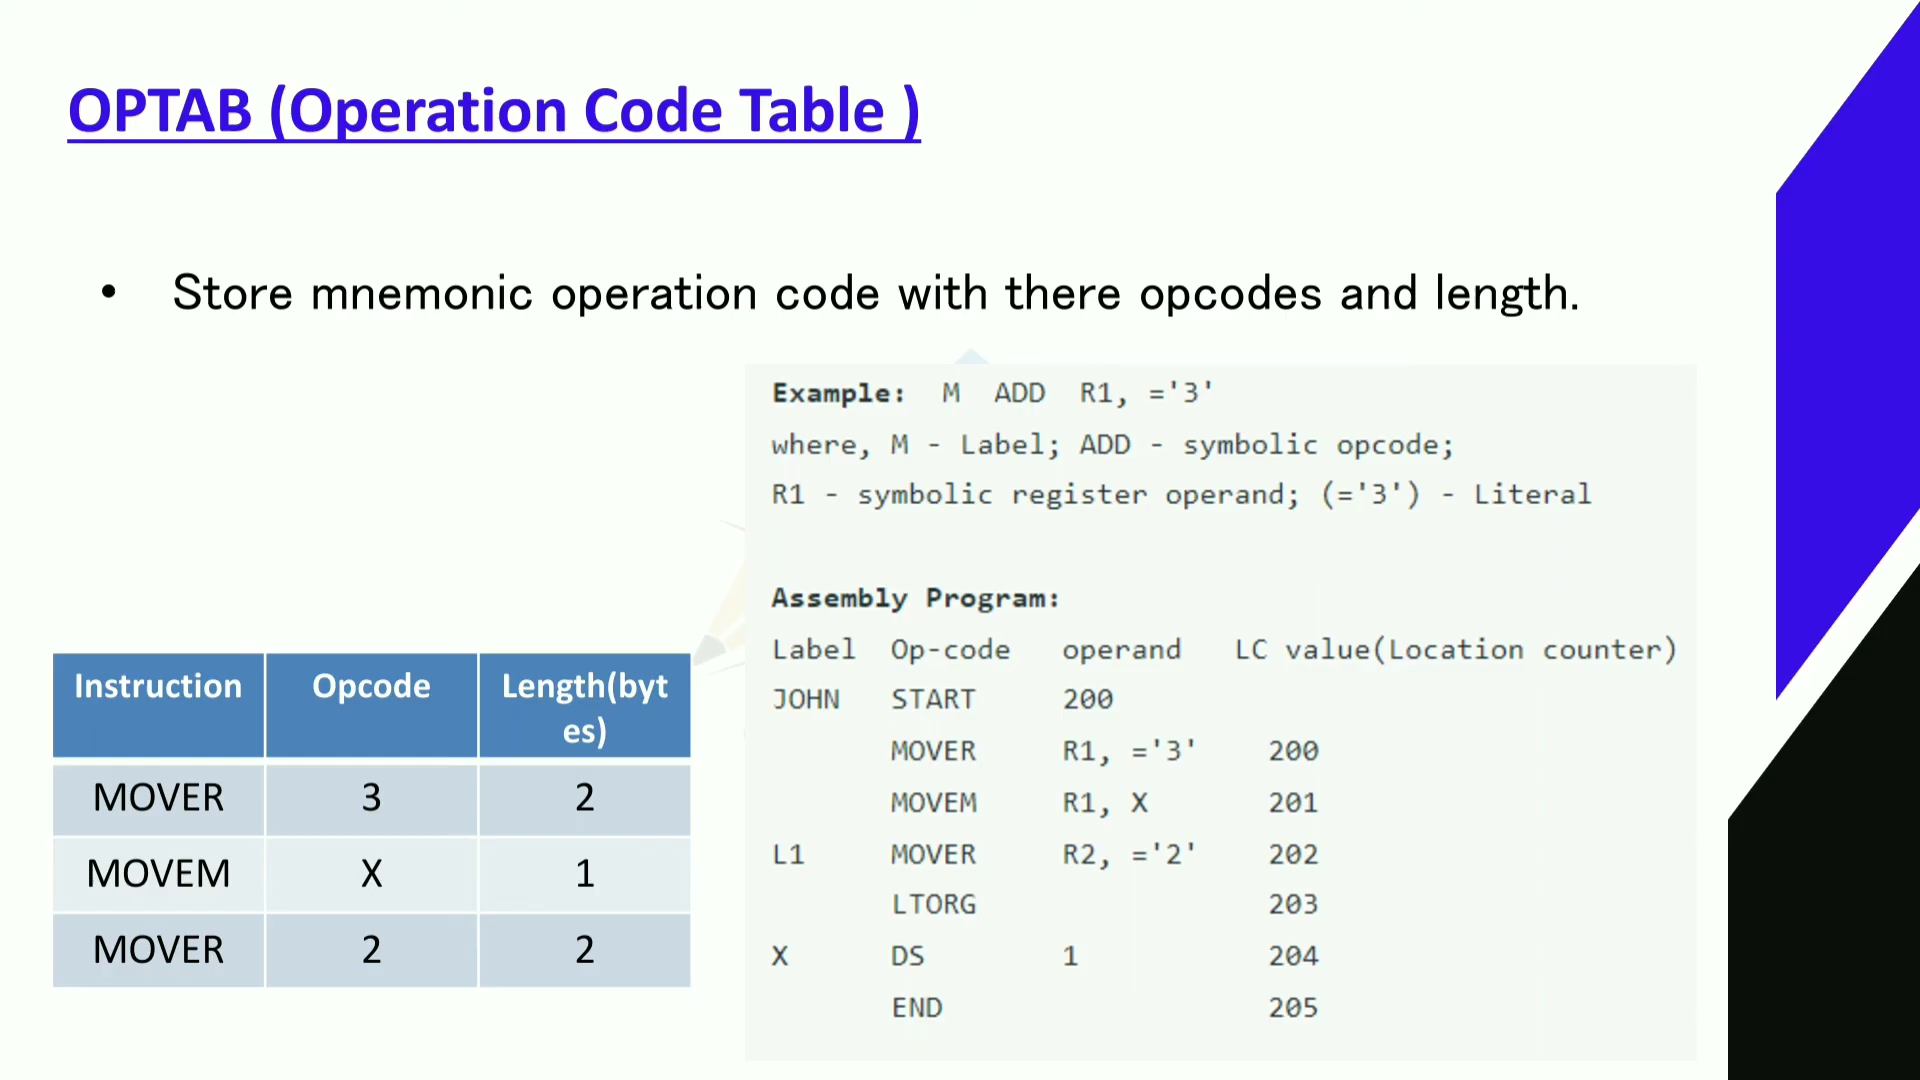 OPTAB (Operation Code Table )
• Store mnemonic operation code with there opcodes and length.
Example: M ADD R1, ='3'
where, M - Label; ADD - symbolic opcode;
R1 - symbolic register operand; (='3') - Literal
Assembly Program:
Label Op-code operand LC value(Location counter)
JOHN START 200
MOVER R1, ='3' 200
MOVEM R1, X 201
L1 MOVER R2, ='2' 202
LTORG 203
X DS 1 204
END 205
Instruction Opcode Length(byt
es)
MOVER 3 2
MOVEM X 1
MOVER 2 2